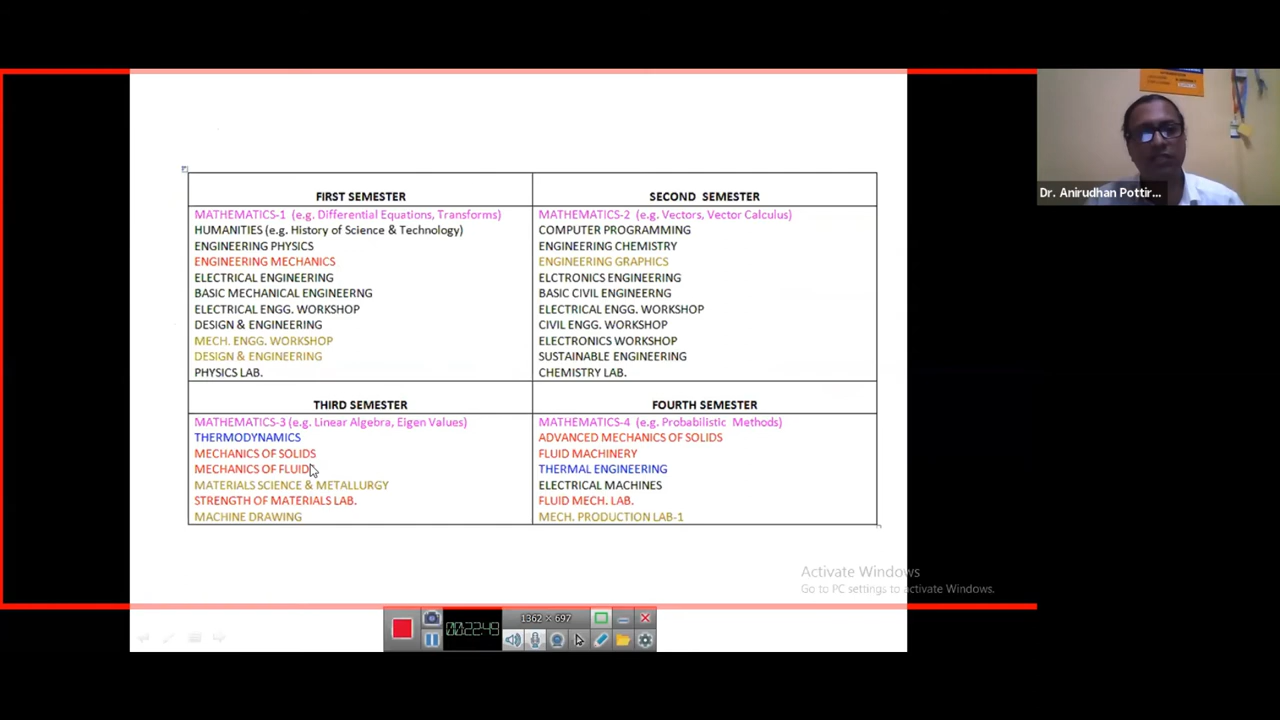 FIRST SEMESTER
MATHEMATICS-1 (e.g. Differential Equations, Transforms)
HUMANITIES (e.g. History of Science & Technology)
ENGINEERING PHYSICS
ENGINEERING MECHANICS
ELECTRICAL ENGINEERING
BASIC MECHANICAL ENGINEERNG
ELECTRICAL ENGG. WORKSHOP
DESIGN & ENGINEERING
MECH. ENGG. WORKSHOP
DESIGN & ENGINEERING
PHYSICS LAB.
SECOND SEMESTER
MATHEMATICS-2 (e.g. Vectors, Vector Calculus)
COMPUTER PROGRAMMING
ENGINEERING CHEMISTRY
ENGINEERING GRAPHICS
ELCTRONICS ENGINEERING
BASIC CIVIL ENGINEERNG
ELECTRICAL ENGG. WORKSHOP
CIVIL ENGG. WORKSHOP
ELECTRONICS WORKSHOP
SUSTAINABLE ENGINEERING
CHEMISTRY LAB.
THIRD SEMESTER
MATHEMATICS-3 (e.g. Linear Algebra, Eigen Values)
THERMODYNAMICS
MECHANICS OF SOLIDS
MECHANICS OF FLUID
MATERIALS SCIENCE & METALLURGY
STRENGTH OF MATERIALS LAB.
MACHINE DRAWING
FOURTH SEMESTER
MATHEMATICS-4 (e.g. Probabilistic Methods)
ADVANCED MECHANICS OF SOLIDS
FLUID MACHINERY
THERMAL ENGINEERING
ELECTRICAL MACHINES
FLUID MECH. LAB.
MECH. PRODUCTION LAB-1
Dr. Anirudhan Pottir...
Activate Windows
Go to PC settings to activate Windows.
00:22:49
1362 × 697